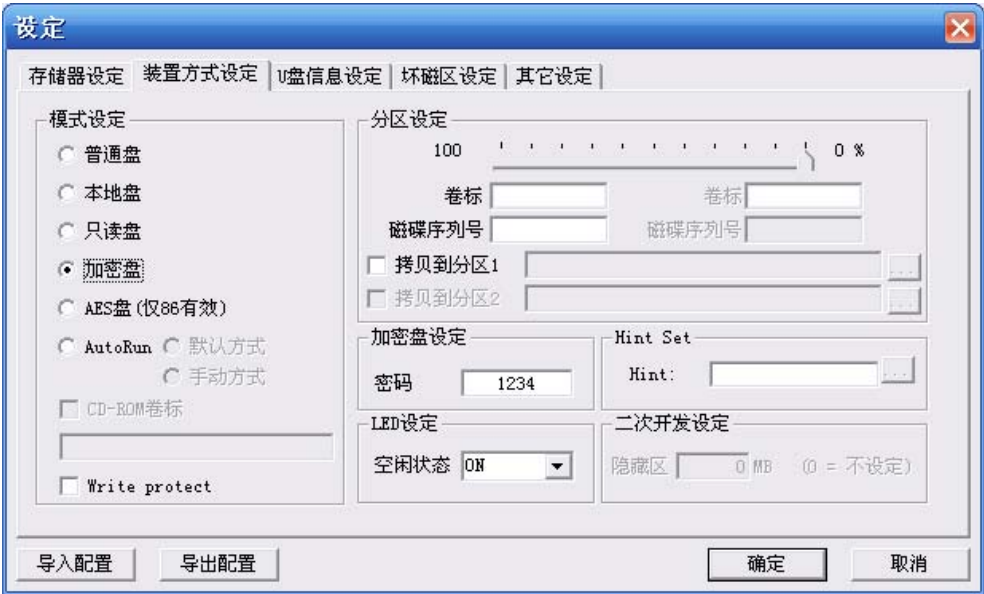 设定
存储器设定 装置方式设定 U盘信息设定 坏磁区设定 其它设定
模式设定
普通盘
本地盘
只读盘
加密盘
AES盘(仅86有效)
AutoRun 默认方式
手动方式
CD-ROM卷标
Write protect
分区设定
100 0 %
卷标 卷标
磁碟序列号 磁碟序列号
拷贝到分区1 ...
拷贝到分区2 ...
加密盘设定
密码 1234
Hint Set
Hint: ...
LED设定
空闲状态 ON
二次开发设定
隐藏区 0 MB (0 = 不设定)
导入配置 导出配置 确定 取消